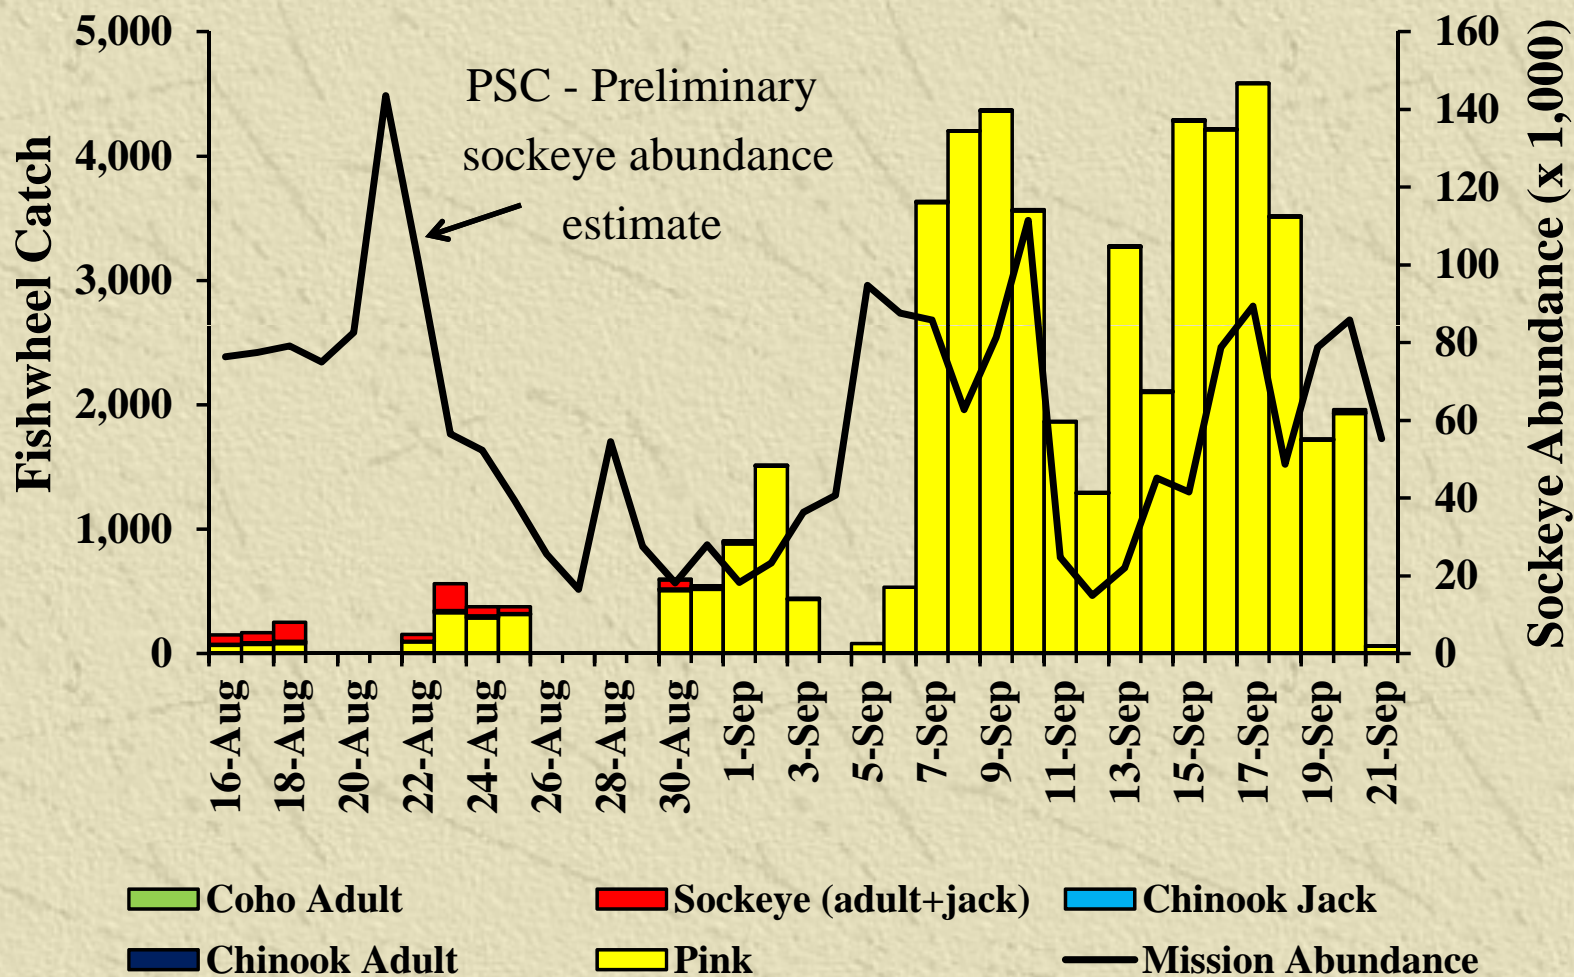 PSC - Preliminary
sockeye abundance
estimate
Fishwheel Catch
5,000
4,000
3,000
2,000
1,000
0
160
140
120
100
80
60
40
20
0
Sockeye Abundance (x 1,000)
16-Aug
18-Aug
20-Aug
22-Aug
24-Aug
26-Aug
28-Aug
30-Aug
1-Sep
3-Sep
5-Sep
7-Sep
9-Sep
11-Sep
13-Sep
15-Sep
17-Sep
19-Sep
21-Sep
Coho Adult
Sockeye (adult+jack)
Chinook Jack
Chinook Adult
Pink
Mission Abundance